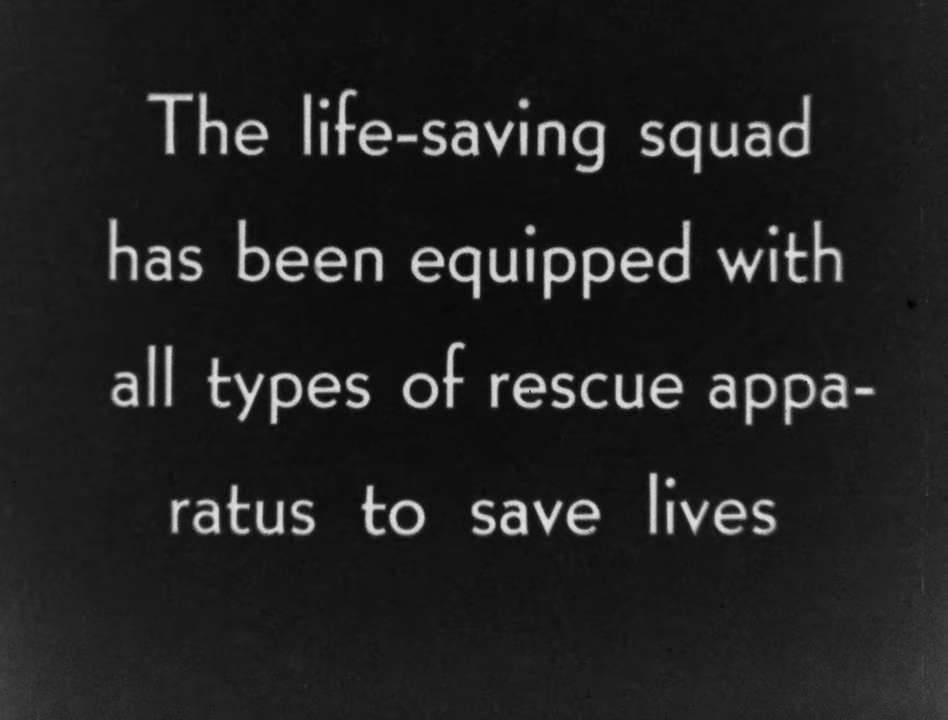 The life-saving squad
has been equipped with
all types of rescue appa-
ratus to save lives